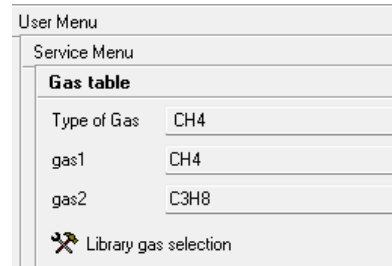 User Menu
Service Menu
Gas table
Type of Gas CH4
gas1 CH4
gas2 C3H8
Library gas selection